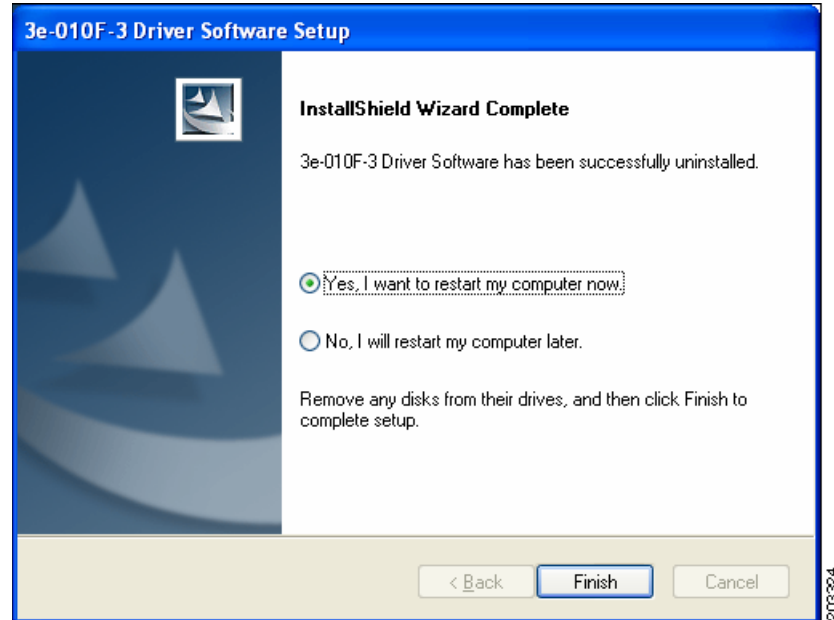 3e-010F-3 Driver Software Setup
InstallShield Wizard Complete
3e-010F-3 Driver Software has been successfully uninstalled.
Yes, I want to restart my computer now.
No, I will restart my computer later.
Remove any disks from their drives, and then click Finish to
complete setup.
< Back
Finish
Cancel
203324